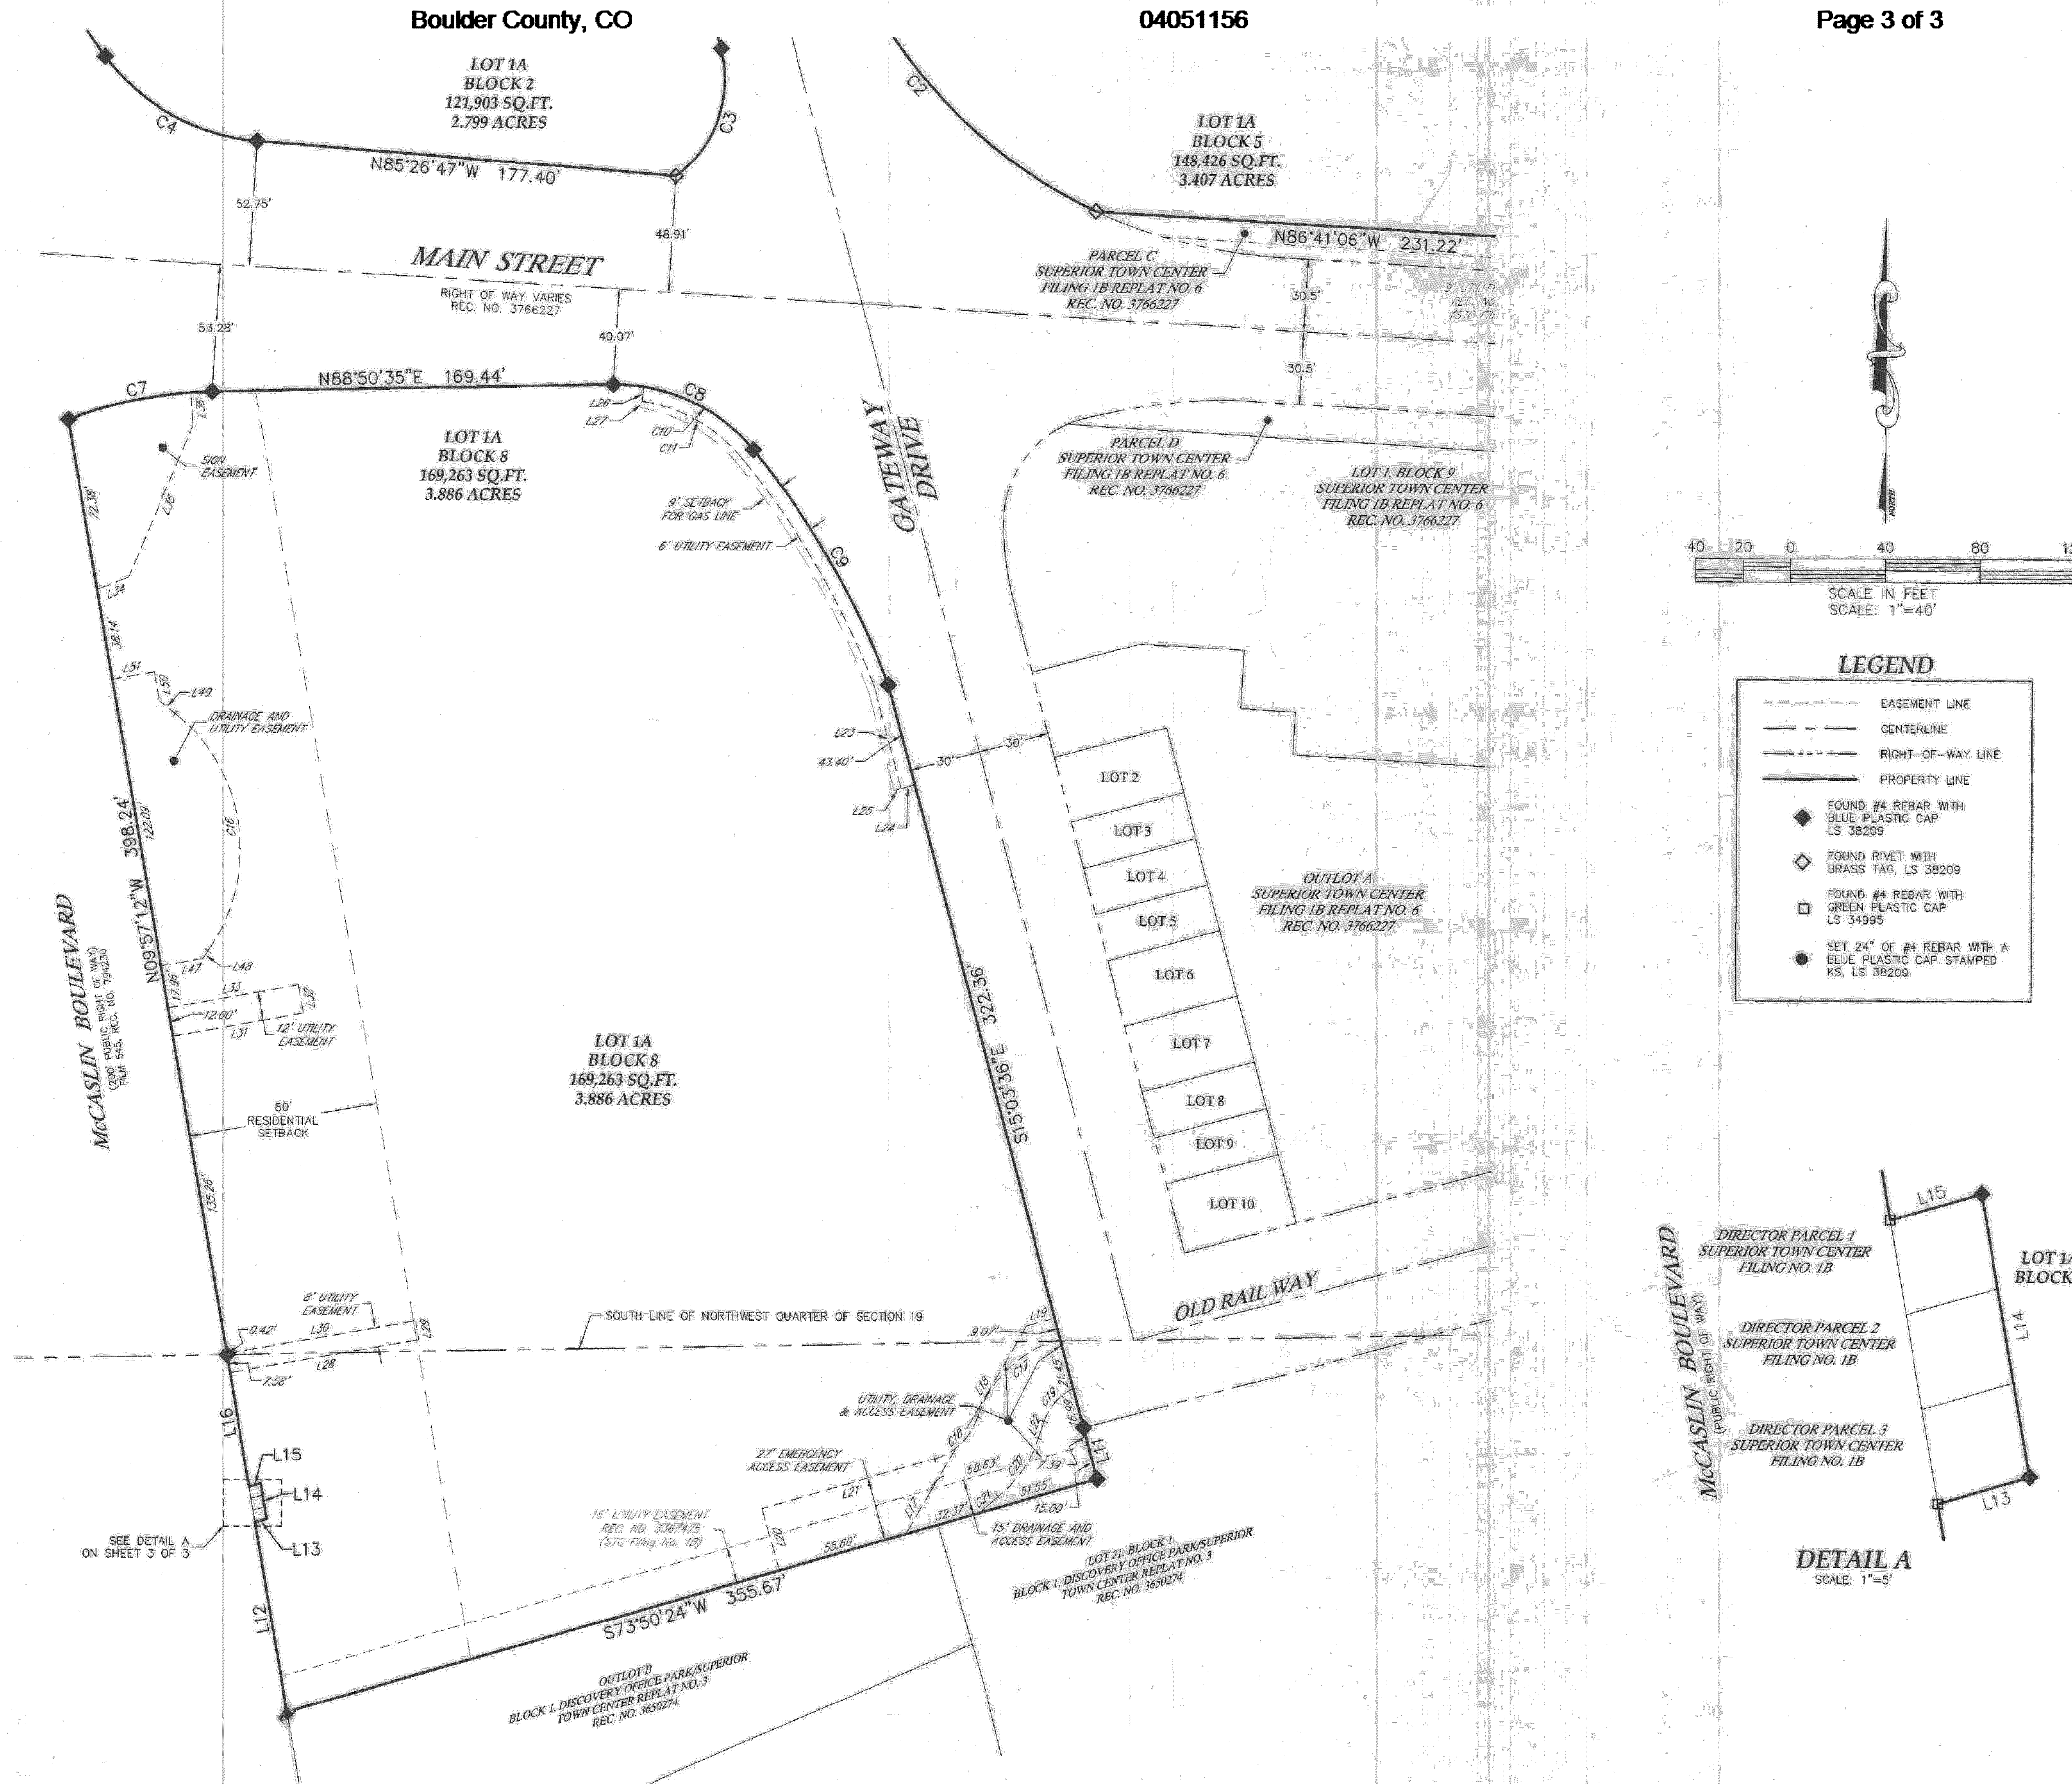 Boulder County, CO
04051156
Page 3 of 3
LOT 1A
BLOCK 2
121,903 SQ.FT.
2.799 ACRES
C4
C3
C2
N85°26'47"W 177.40'
52.75'
48.91'
LOT 1A
BLOCK 5
148,426 SQ.FT.
3.407 ACRES
N86°41'06"W 231.22'
MAIN STREET
RIGHT OF WAY VARIES
REC. NO. 3766227
PARCEL C
SUPERIOR TOWN CENTER
FILING 1B REPLAT NO. 6
REC. NO. 3766227
30.5'
30.5'
9' UTILITY
REC. NO
(STC FIL
53.28'
40.07'
C7
N88°50'35"E 169.44'
C8
L36
L26
L27
C10
C11
LOT 1A
BLOCK 8
169,263 SQ.FT.
3.886 ACRES
SIGN
EASEMENT
L35
72.38'
L34
9' SETBACK
FOR GAS LINE
6' UTILITY EASEMENT
C9
GATEWAY
DRIVE
PARCEL D
SUPERIOR TOWN CENTER
FILING 1B REPLAT NO. 6
REC. NO. 3766227
LOT 1, BLOCK 9
SUPERIOR TOWN CENTER
FILING 1B REPLAT NO. 6
REC. NO. 3766227
NORTH
40 20 0 40 80 12
SCALE IN FEET
SCALE: 1"=40'
LEGEND
EASEMENT LINE
CENTERLINE
RIGHT-OF-WAY LINE
PROPERTY LINE
FOUND #4 REBAR WITH
BLUE PLASTIC CAP
LS 38209
FOUND RIVET WITH
BRASS TAG, LS 38209
FOUND #4 REBAR WITH
GREEN PLASTIC CAP
LS 34995
SET 24" OF #4 REBAR WITH A
BLUE PLASTIC CAP STAMPED
KS, LS 38209
38.14'
L51
L50
L49
DRAINAGE AND
UTILITY EASEMENT
C16
N09°57'12"W 398.24'
122.09'
L23
43.40'
L25
L24
30'
30'
LOT 2
LOT 3
LOT 4
LOT 5
LOT 6
LOT 7
LOT 8
LOT 9
LOT 10
OUTLOT A
SUPERIOR TOWN CENTER
FILING 1B REPLAT NO. 6
REC. NO. 3766227
McCASLIN BOULEVARD
(200' PUBLIC RIGHT OF WAY)
FILM 545, REC. NO. 794230
L47
L48
17.96'
L33
L32
12.00'
L31
12' UTILITY
EASEMENT
80'
RESIDENTIAL
SETBACK
LOT 1A
BLOCK 8
169,263 SQ.FT.
3.886 ACRES
S15°03'36"E 322.36'
135.26'
8' UTILITY
EASEMENT
0.42'
L30
L29
L28
7.58'
SOUTH LINE OF NORTHWEST QUARTER OF SECTION 19
L19
9.07'
OLD RAIL WAY
C17
L18
21.45'
C19
16.99'
L22
UTILITY, DRAINAGE
& ACCESS EASEMENT
C18
C20
L11
7.39'
68.63'
27' EMERGENCY
ACCESS EASEMENT
L21
L17
32.37'
C21
51.55'
15.00'
L20
55.60'
15' DRAINAGE AND
ACCESS EASEMENT
15' UTILITY EASEMENT
REC. NO. 3367475
(STC Filing No. 1B)
L16
L15
L14
L13
SEE DETAIL A
ON SHEET 3 OF 3
L12
S73°50'24"W 355.67'
LOT 21, BLOCK 1
BLOCK 1, DISCOVERY OFFICE PARK/SUPERIOR
TOWN CENTER REPLAT NO. 3
REC. NO. 3650274
OUTLOT B
BLOCK 1, DISCOVERY OFFICE PARK/SUPERIOR
TOWN CENTER REPLAT NO. 3
REC. NO. 3650274
L15
DIRECTOR PARCEL 1
SUPERIOR TOWN CENTER
FILING NO. 1B
LOT 1A
BLOCK
L14
DIRECTOR PARCEL 2
SUPERIOR TOWN CENTER
FILING NO. 1B
McCASLIN BOULEVARD
(PUBLIC RIGHT OF WAY)
DIRECTOR PARCEL 3
SUPERIOR TOWN CENTER
FILING NO. 1B
L13
DETAIL A
SCALE: 1"=5'